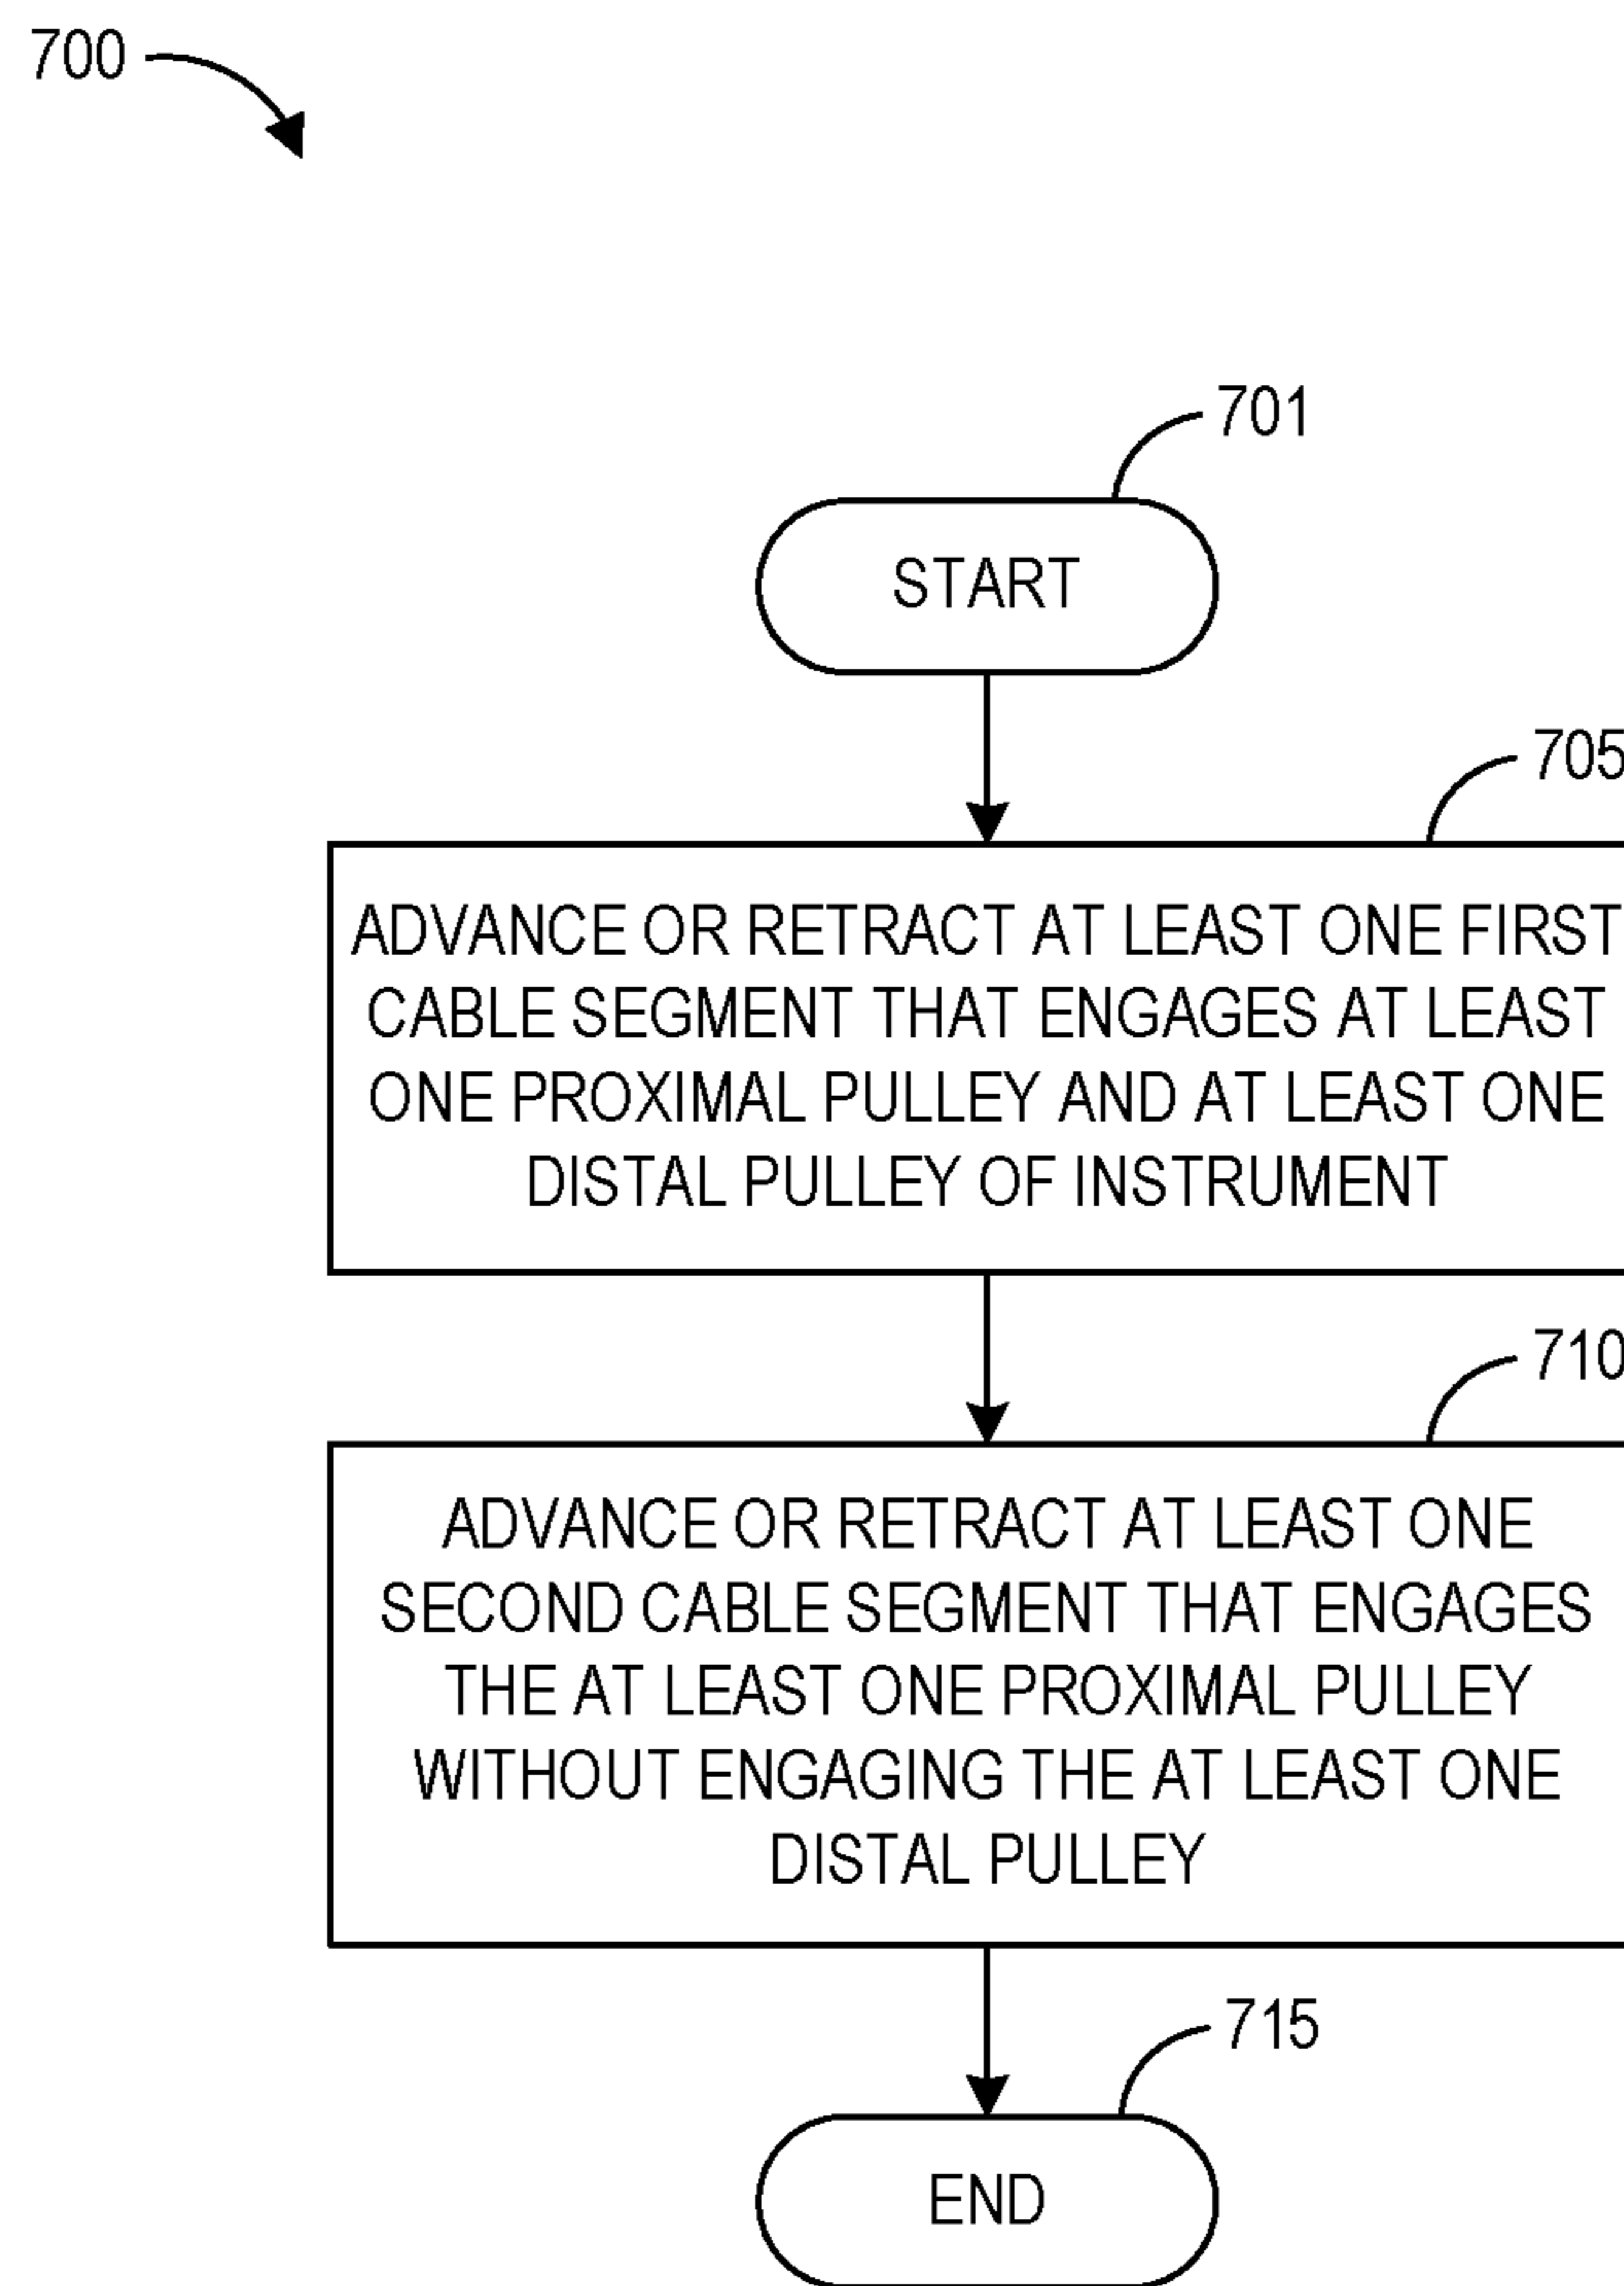 700
701
START
705
ADVANCE OR RETRACT AT LEAST ONE FIRST
CABLE SEGMENT THAT ENGAGES AT LEAST
ONE PROXIMAL PULLEY AND AT LEAST ONE
DISTAL PULLEY OF INSTRUMENT
710
ADVANCE OR RETRACT AT LEAST ONE
SECOND CABLE SEGMENT THAT ENGAGES
THE AT LEAST ONE PROXIMAL PULLEY
WITHOUT ENGAGING THE AT LEAST ONE
DISTAL PULLEY
715
END